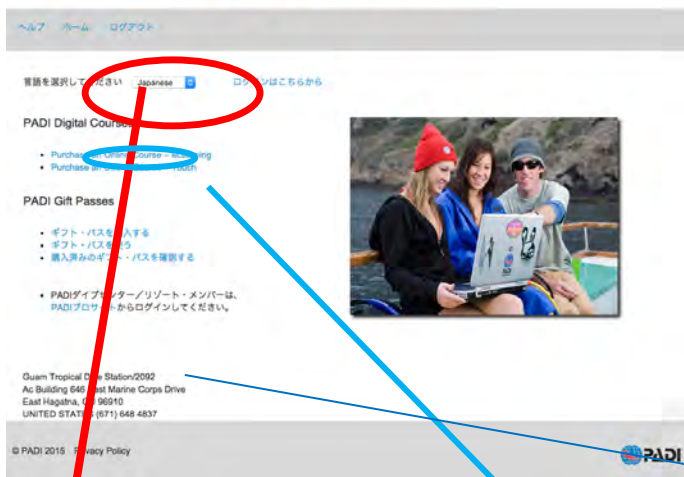 ヘルプ ホーム ログアウト
言語を選択してください Japanese ログインはこちらから
PADI Digital Courses
Purchase an Online Course – eLearning
Purchase an Online Course – Touch
PADI Gift Passes
ギフト・パスを購入する
ギフト・パスを使う
購入済みのギフト・パスを確認する
PADIダイブセンター／リゾート・メンバーは、
PADIプロサイトからログインしてください。
Guam Tropical Dive Station/2092
Ac Building 646 East Marine Corps Drive
East Hagatna, 96910
UNITED STATES (671) 648 4837
© PADI 2015 Privacy Policy
PADI